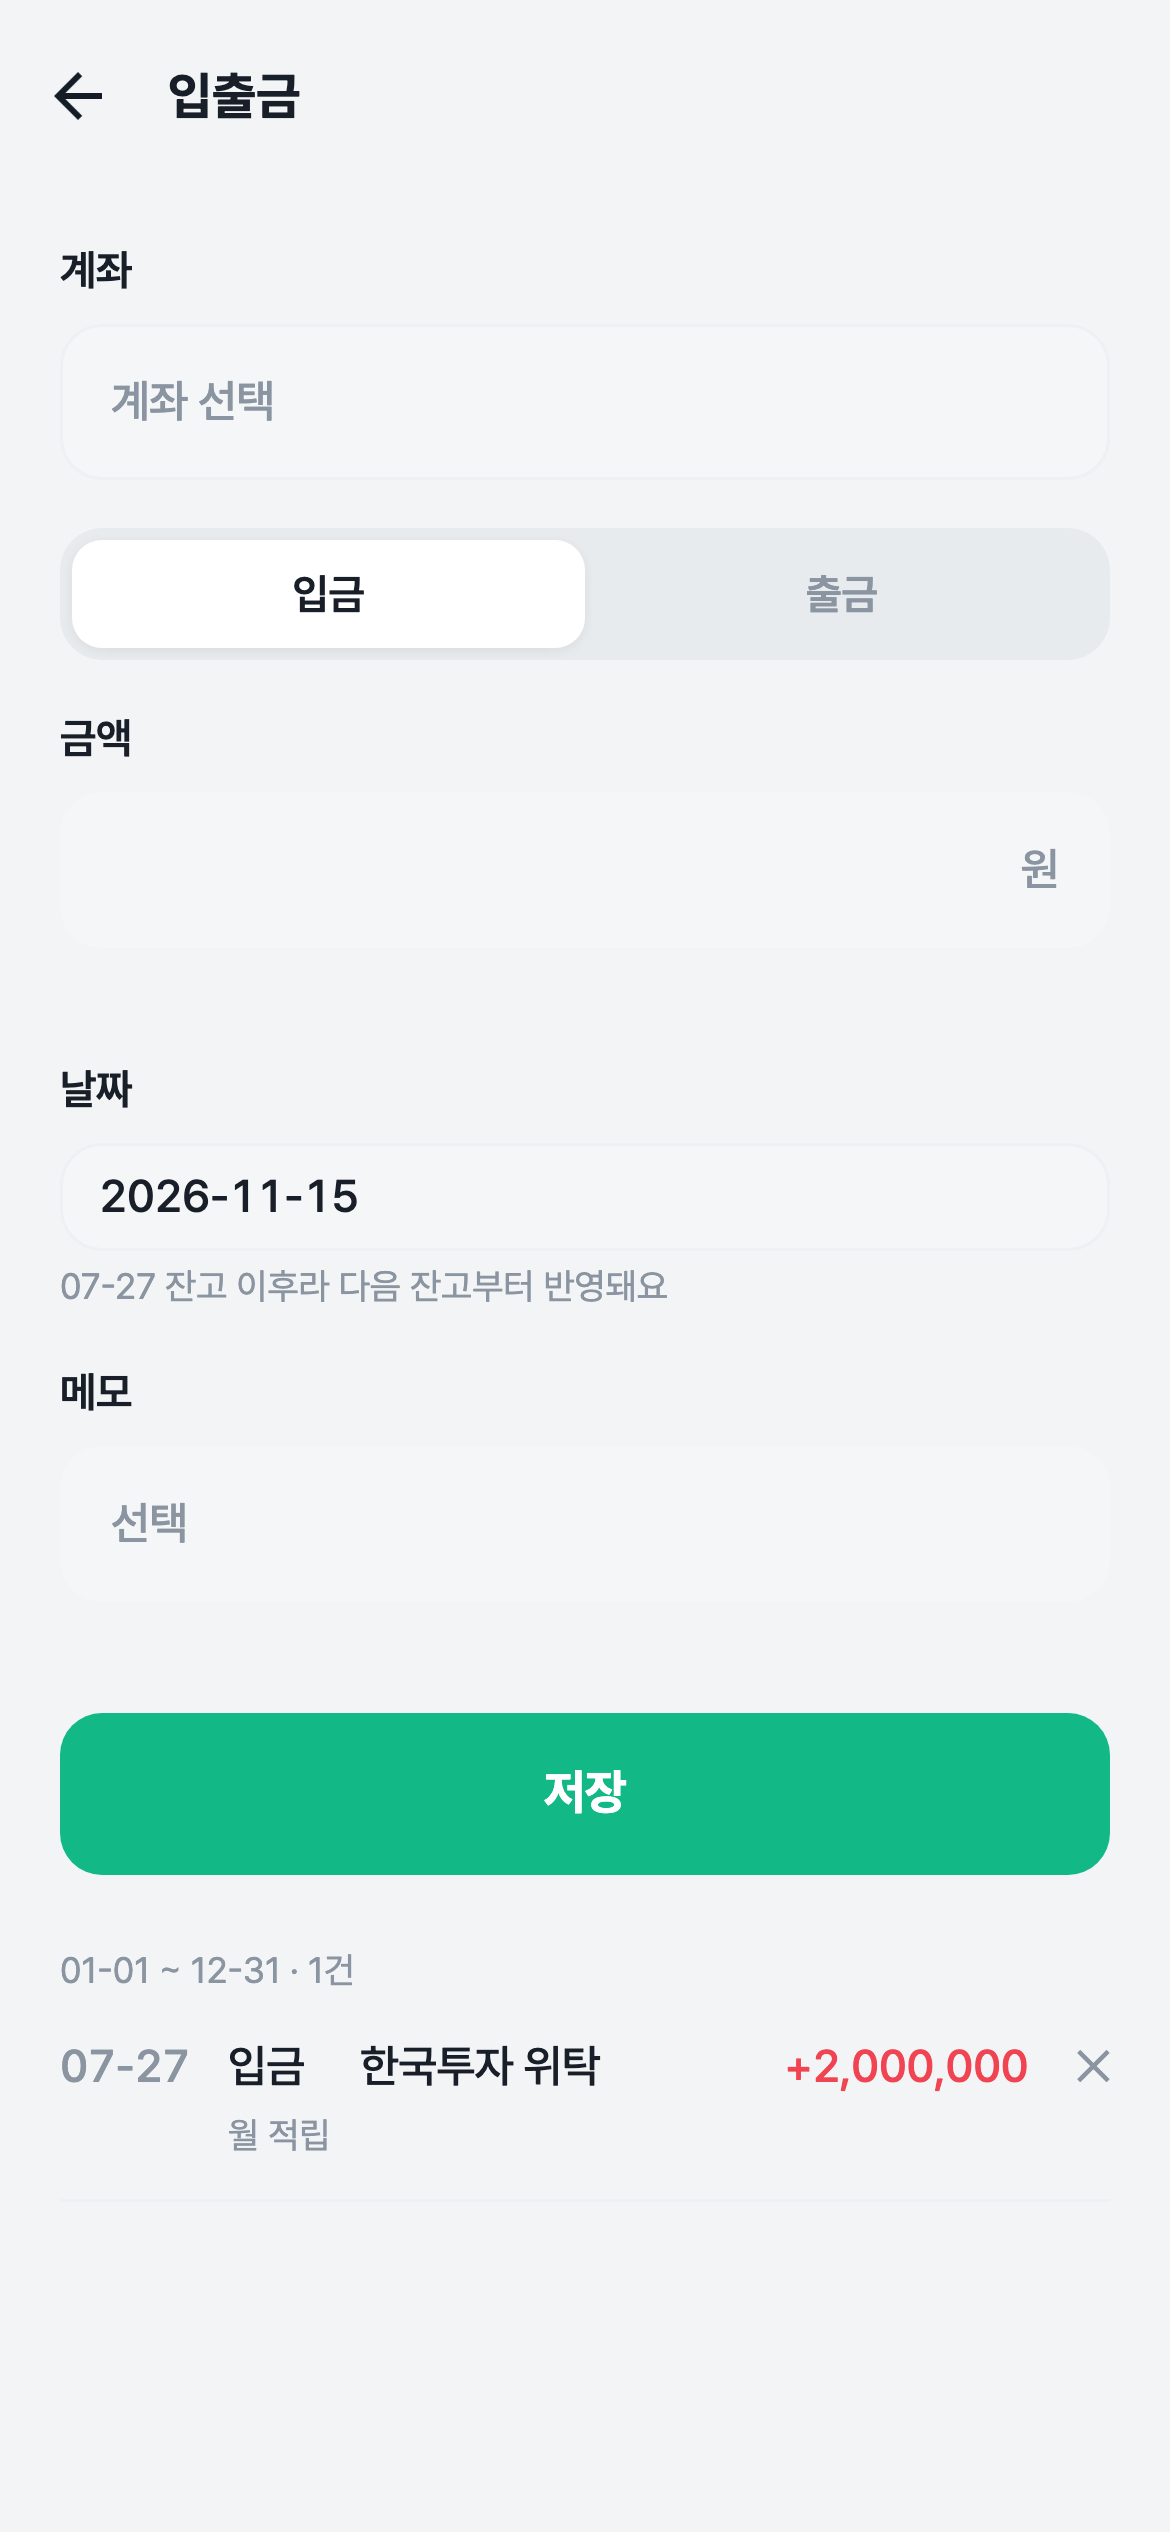 입출금
계좌
계좌 선택
입금 출금
금액
원
날짜
2026-11-15
07-27 잔고 이후라 다음 잔고부터 반영돼요
메모
선택
저장
01-01 ~ 12-31 · 1건
07-27 입금 한국투자 위탁 +2,000,000
월 적립